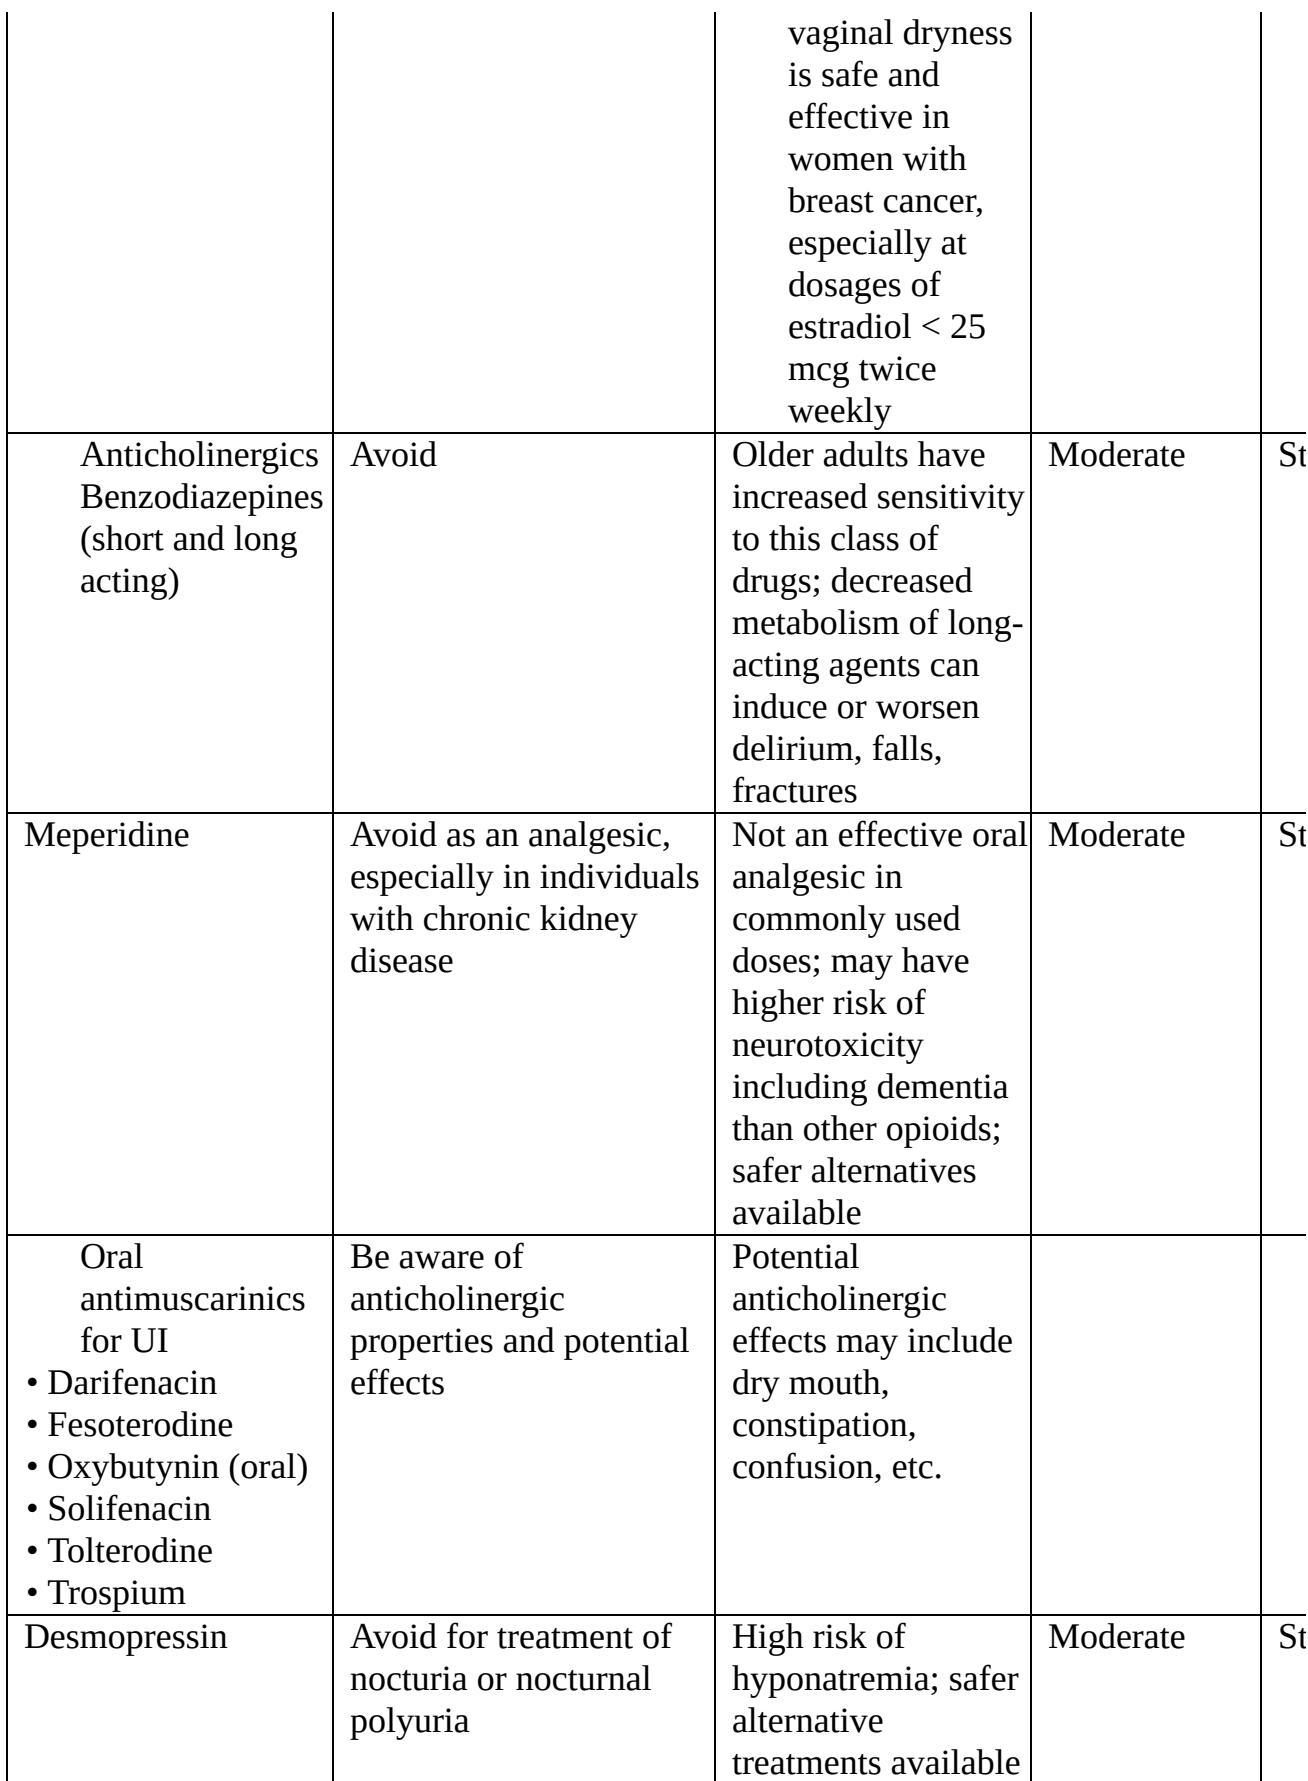 vaginal dryness
is safe and
effective in
women with
breast cancer,
especially at
dosages of
estradiol < 25
mcg twice
weekly
Anticholinergics
Benzodiazepines
(short and long
acting)
Avoid
Older adults have
increased sensitivity
to this class of
drugs; decreased
metabolism of long-
acting agents can
induce or worsen
delirium, falls,
fractures
Moderate
St
Meperidine
Avoid as an analgesic,
especially in individuals
with chronic kidney
disease
Not an effective oral
analgesic in
commonly used
doses; may have
higher risk of
neurotoxicity
including dementia
than other opioids;
safer alternatives
available
Moderate
St
Oral
antimuscarinics
for UI
• Darifenacin
• Fesoterodine
• Oxybutynin (oral)
• Solifenacin
• Tolterodine
• Trospium
Be aware of
anticholinergic
properties and potential
effects
Potential
anticholinergic
effects may include
dry mouth,
constipation,
confusion, etc.
Desmopressin
Avoid for treatment of
nocturia or nocturnal
polyuria
High risk of
hyponatremia; safer
alternative
treatments available
Moderate
St